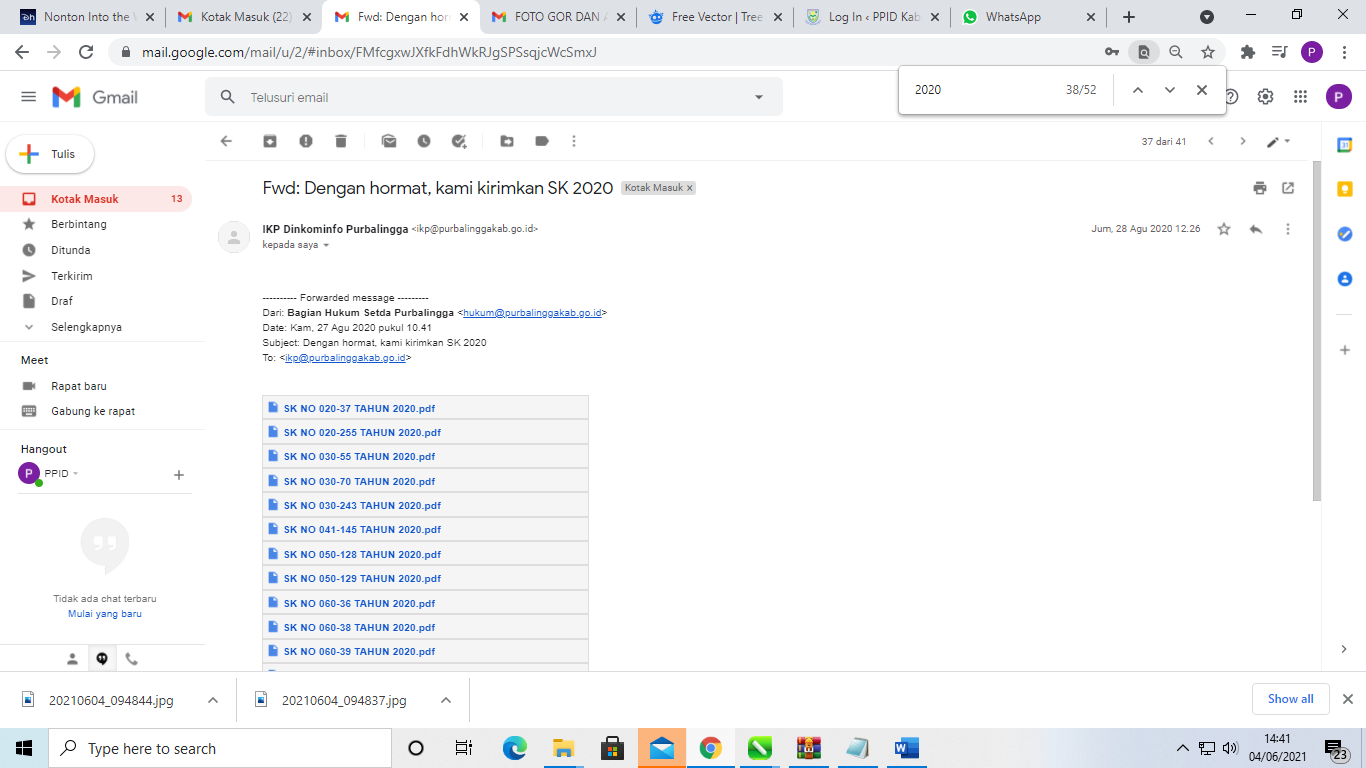 Nonton Into the W
Kotak Masuk (22)
Fwd: Dengan hor
FOTO GOR DAN A
Free Vector | Tree
Log In ‹ PPID Kab
WhatsApp
mail.google.com/mail/u/2/#inbox/FMfcgxwJXfkFdhWkRJgSPSsqjcWcSmxJ
P
2020
38/52
Gmail
Telusuri email
P
Tulis
37 dari 41
Kotak Masuk 13
Berbintang
Ditunda
Terkirim
Draf
Selengkapnya
Meet
Rapat baru
Gabung ke rapat
Hangout
P PPID
Tidak ada chat terbaru
Mulai yang baru
Fwd: Dengan hormat, kami kirimkan SK 2020 Kotak Masuk x
IKP Dinkominfo Purbalingga <ikp@purbalinggakab.go.id>
Jum, 28 Agu 2020 12.26
kepada saya
---------- Forwarded message ---------
Dari: Bagian Hukum Setda Purbalingga <hukum@purbalinggakab.go.id>
Date: Kam, 27 Agu 2020 pukul 10.41
Subject: Dengan hormat, kami kirimkan SK 2020
To: <ikp@purbalinggakab.go.id>
SK NO 020-37 TAHUN 2020.pdf
SK NO 020-255 TAHUN 2020.pdf
SK NO 030-55 TAHUN 2020.pdf
SK NO 030-70 TAHUN 2020.pdf
SK NO 030-243 TAHUN 2020.pdf
SK NO 041-145 TAHUN 2020.pdf
SK NO 050-128 TAHUN 2020.pdf
SK NO 050-129 TAHUN 2020.pdf
SK NO 060-36 TAHUN 2020.pdf
SK NO 060-38 TAHUN 2020.pdf
SK NO 060-39 TAHUN 2020.pdf
31
20210604_094844.jpg
20210604_094837.jpg
Show all
Type here to search
14:41
04/06/2021
23